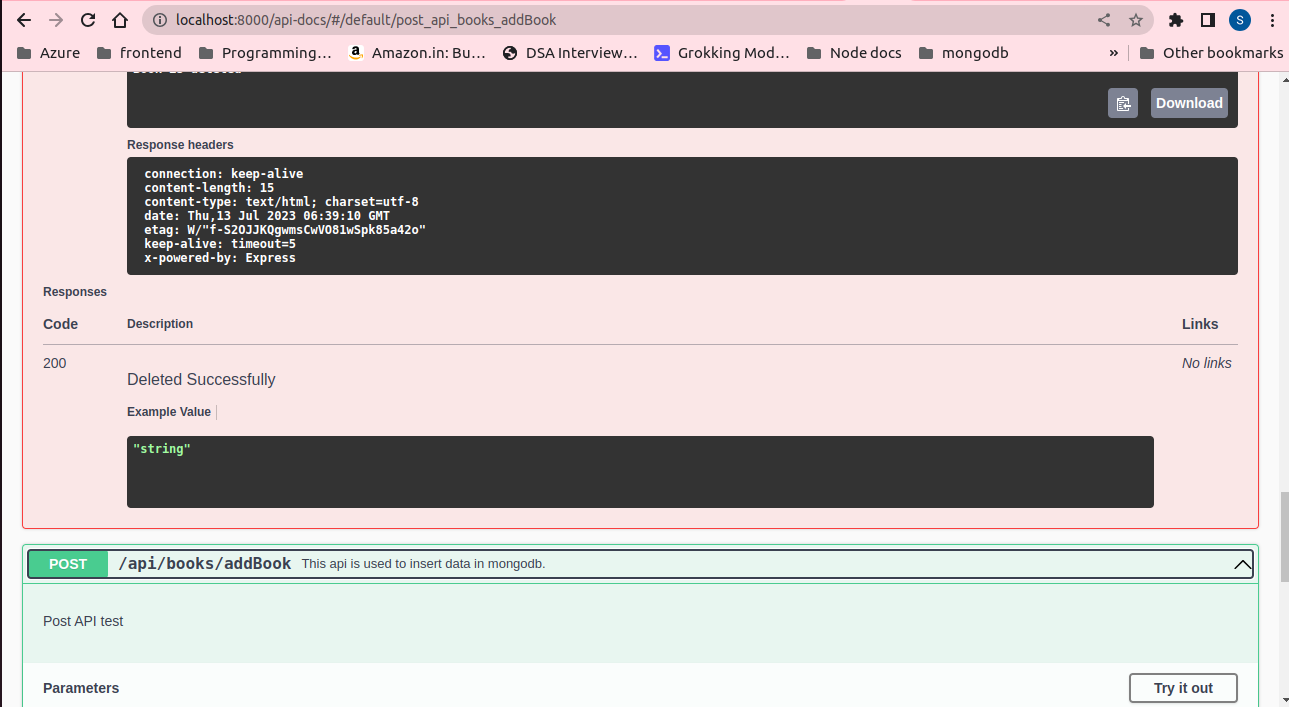 localhost:8000/api-docs/#/default/post_api_books_addBook
S
Azure
frontend
Programming...
Amazon.in: Bu...
DSA Interview...
Grokking Mod...
Node docs
mongodb
»
Other bookmarks
Download
Response headers
connection: keep-alive
content-length: 15
content-type: text/html; charset=utf-8
date: Thu,13 Jul 2023 06:39:10 GMT
etag: W/"f-S2OJJKQgwmsCwVO81wSpk85a42o"
keep-alive: timeout=5
x-powered-by: Express
Responses
Code Description Links
200
Deleted Successfully
No links
Example Value
"string"
POST /api/books/addBook This api is used to insert data in mongodb.
Post API test
Parameters
Try it out